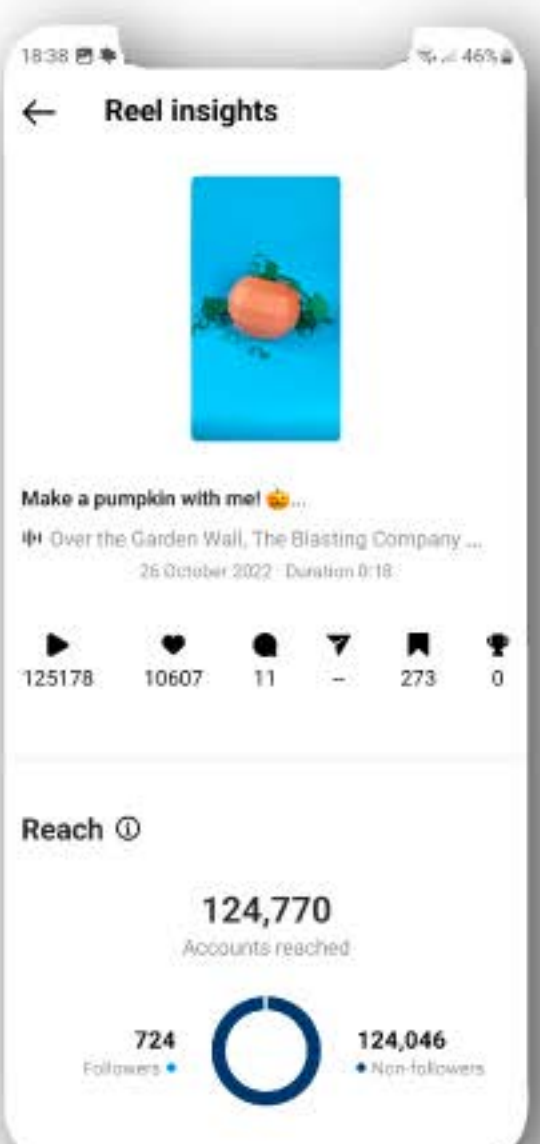 18:38 46%
Reel insights
Make a pumpkin with me! 🎃...
Over the Garden Wall, The Blasting Company ...
26 October 2022 · Duration 0:18
125178 10607 11 -- 273 0
Reach
124,770
Accounts reached
724 124,046
Followers Non-followers